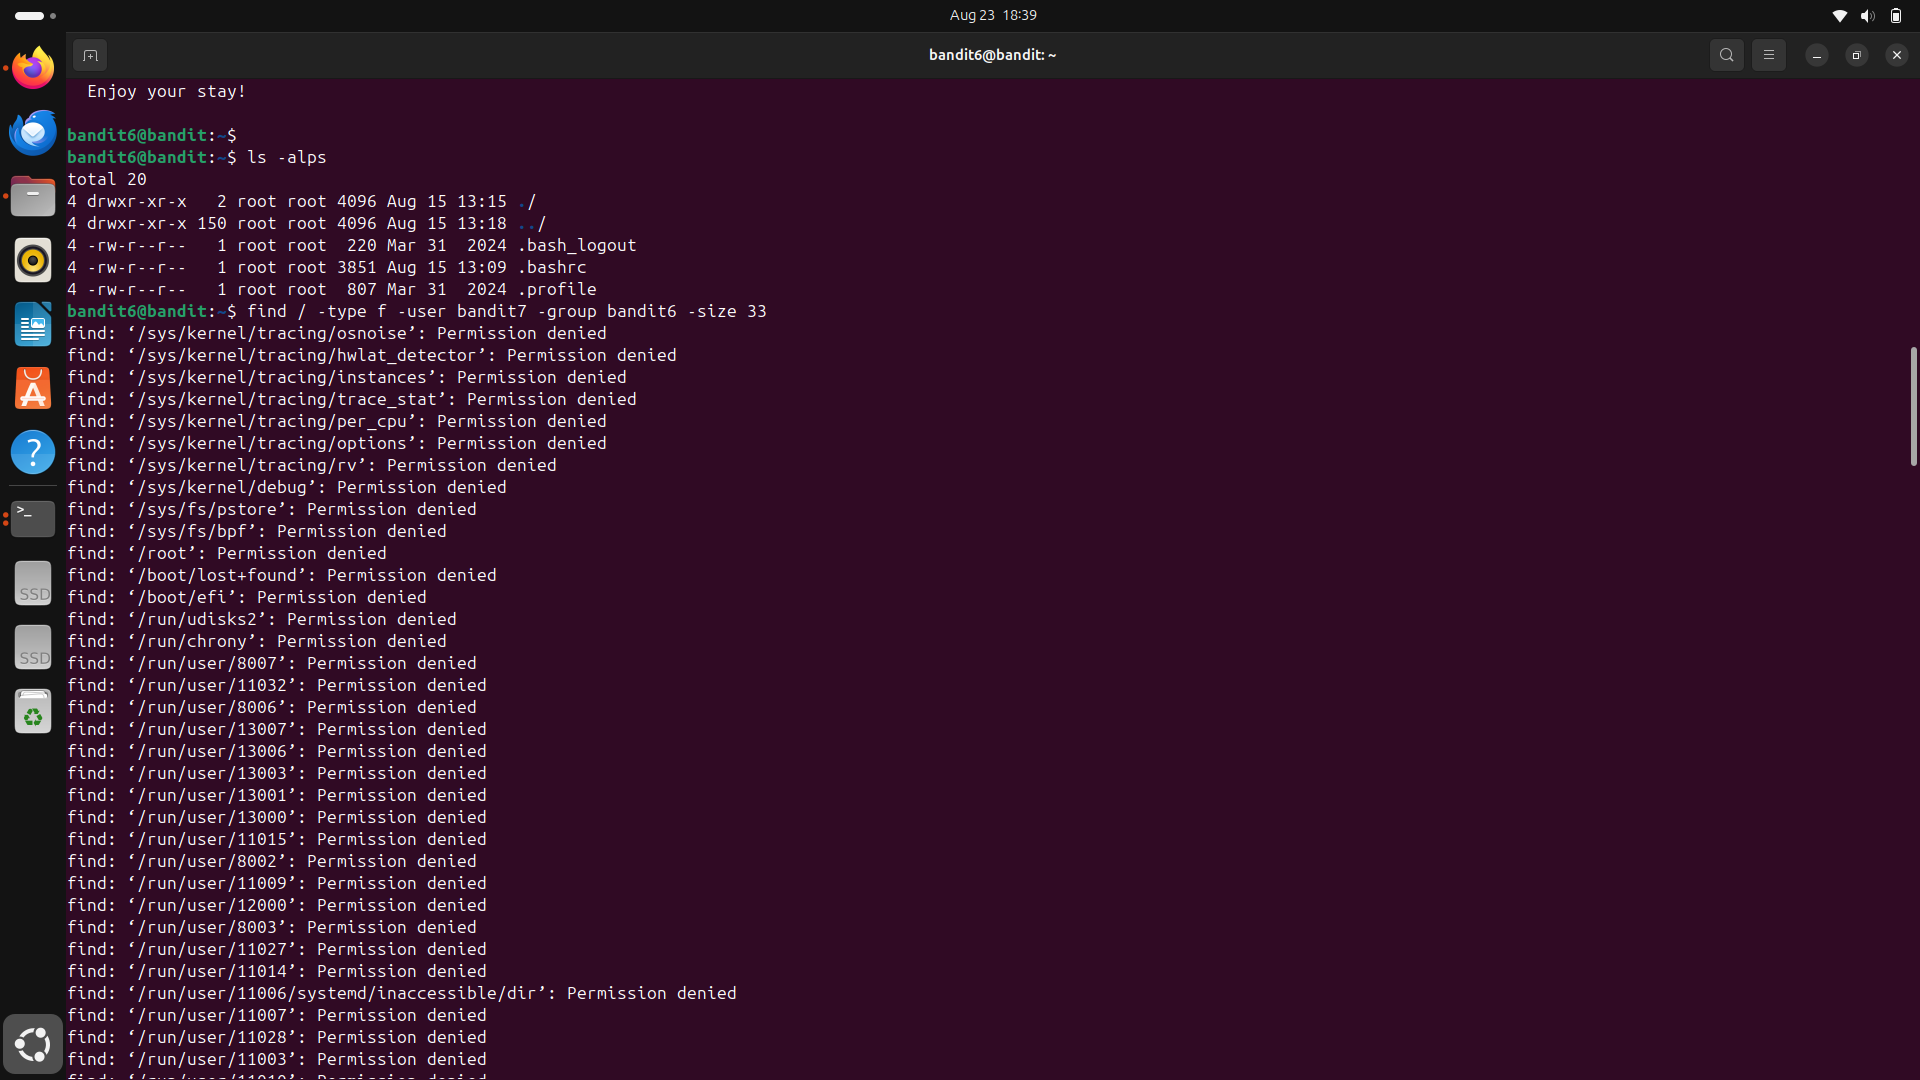 Aug 23 18:39
bandit6@bandit: ~
Enjoy your stay!
bandit6@bandit:~$
bandit6@bandit:~$ ls -alps
total 20
4 drwxr-xr-x   2 root root 4096 Aug 15 13:15 ./
4 drwxr-xr-x 150 root root 4096 Aug 15 13:18 ../
4 -rw-r--r--   1 root root  220 Mar 31  2024 .bash_logout
4 -rw-r--r--   1 root root 3851 Aug 15 13:09 .bashrc
4 -rw-r--r--   1 root root  807 Mar 31  2024 .profile
bandit6@bandit:~$ find / -type f -user bandit7 -group bandit6 -size 33
find: ‘/sys/kernel/tracing/osnoise’: Permission denied
find: ‘/sys/kernel/tracing/hwlat_detector’: Permission denied
find: ‘/sys/kernel/tracing/instances’: Permission denied
find: ‘/sys/kernel/tracing/trace_stat’: Permission denied
find: ‘/sys/kernel/tracing/per_cpu’: Permission denied
find: ‘/sys/kernel/tracing/options’: Permission denied
find: ‘/sys/kernel/tracing/rv’: Permission denied
find: ‘/sys/kernel/debug’: Permission denied
find: ‘/sys/fs/pstore’: Permission denied
find: ‘/sys/fs/bpf’: Permission denied
find: ‘/root’: Permission denied
find: ‘/boot/lost+found’: Permission denied
find: ‘/boot/efi’: Permission denied
find: ‘/run/udisks2’: Permission denied
find: ‘/run/chrony’: Permission denied
find: ‘/run/user/8007’: Permission denied
find: ‘/run/user/11032’: Permission denied
find: ‘/run/user/8006’: Permission denied
find: ‘/run/user/13007’: Permission denied
find: ‘/run/user/13006’: Permission denied
find: ‘/run/user/13003’: Permission denied
find: ‘/run/user/13001’: Permission denied
find: ‘/run/user/13000’: Permission denied
find: ‘/run/user/11015’: Permission denied
find: ‘/run/user/8002’: Permission denied
find: ‘/run/user/11009’: Permission denied
find: ‘/run/user/12000’: Permission denied
find: ‘/run/user/8003’: Permission denied
find: ‘/run/user/11027’: Permission denied
find: ‘/run/user/11014’: Permission denied
find: ‘/run/user/11006/systemd/inaccessible/dir’: Permission denied
find: ‘/run/user/11007’: Permission denied
find: ‘/run/user/11028’: Permission denied
find: ‘/run/user/11003’: Permission denied
SSD
SSD